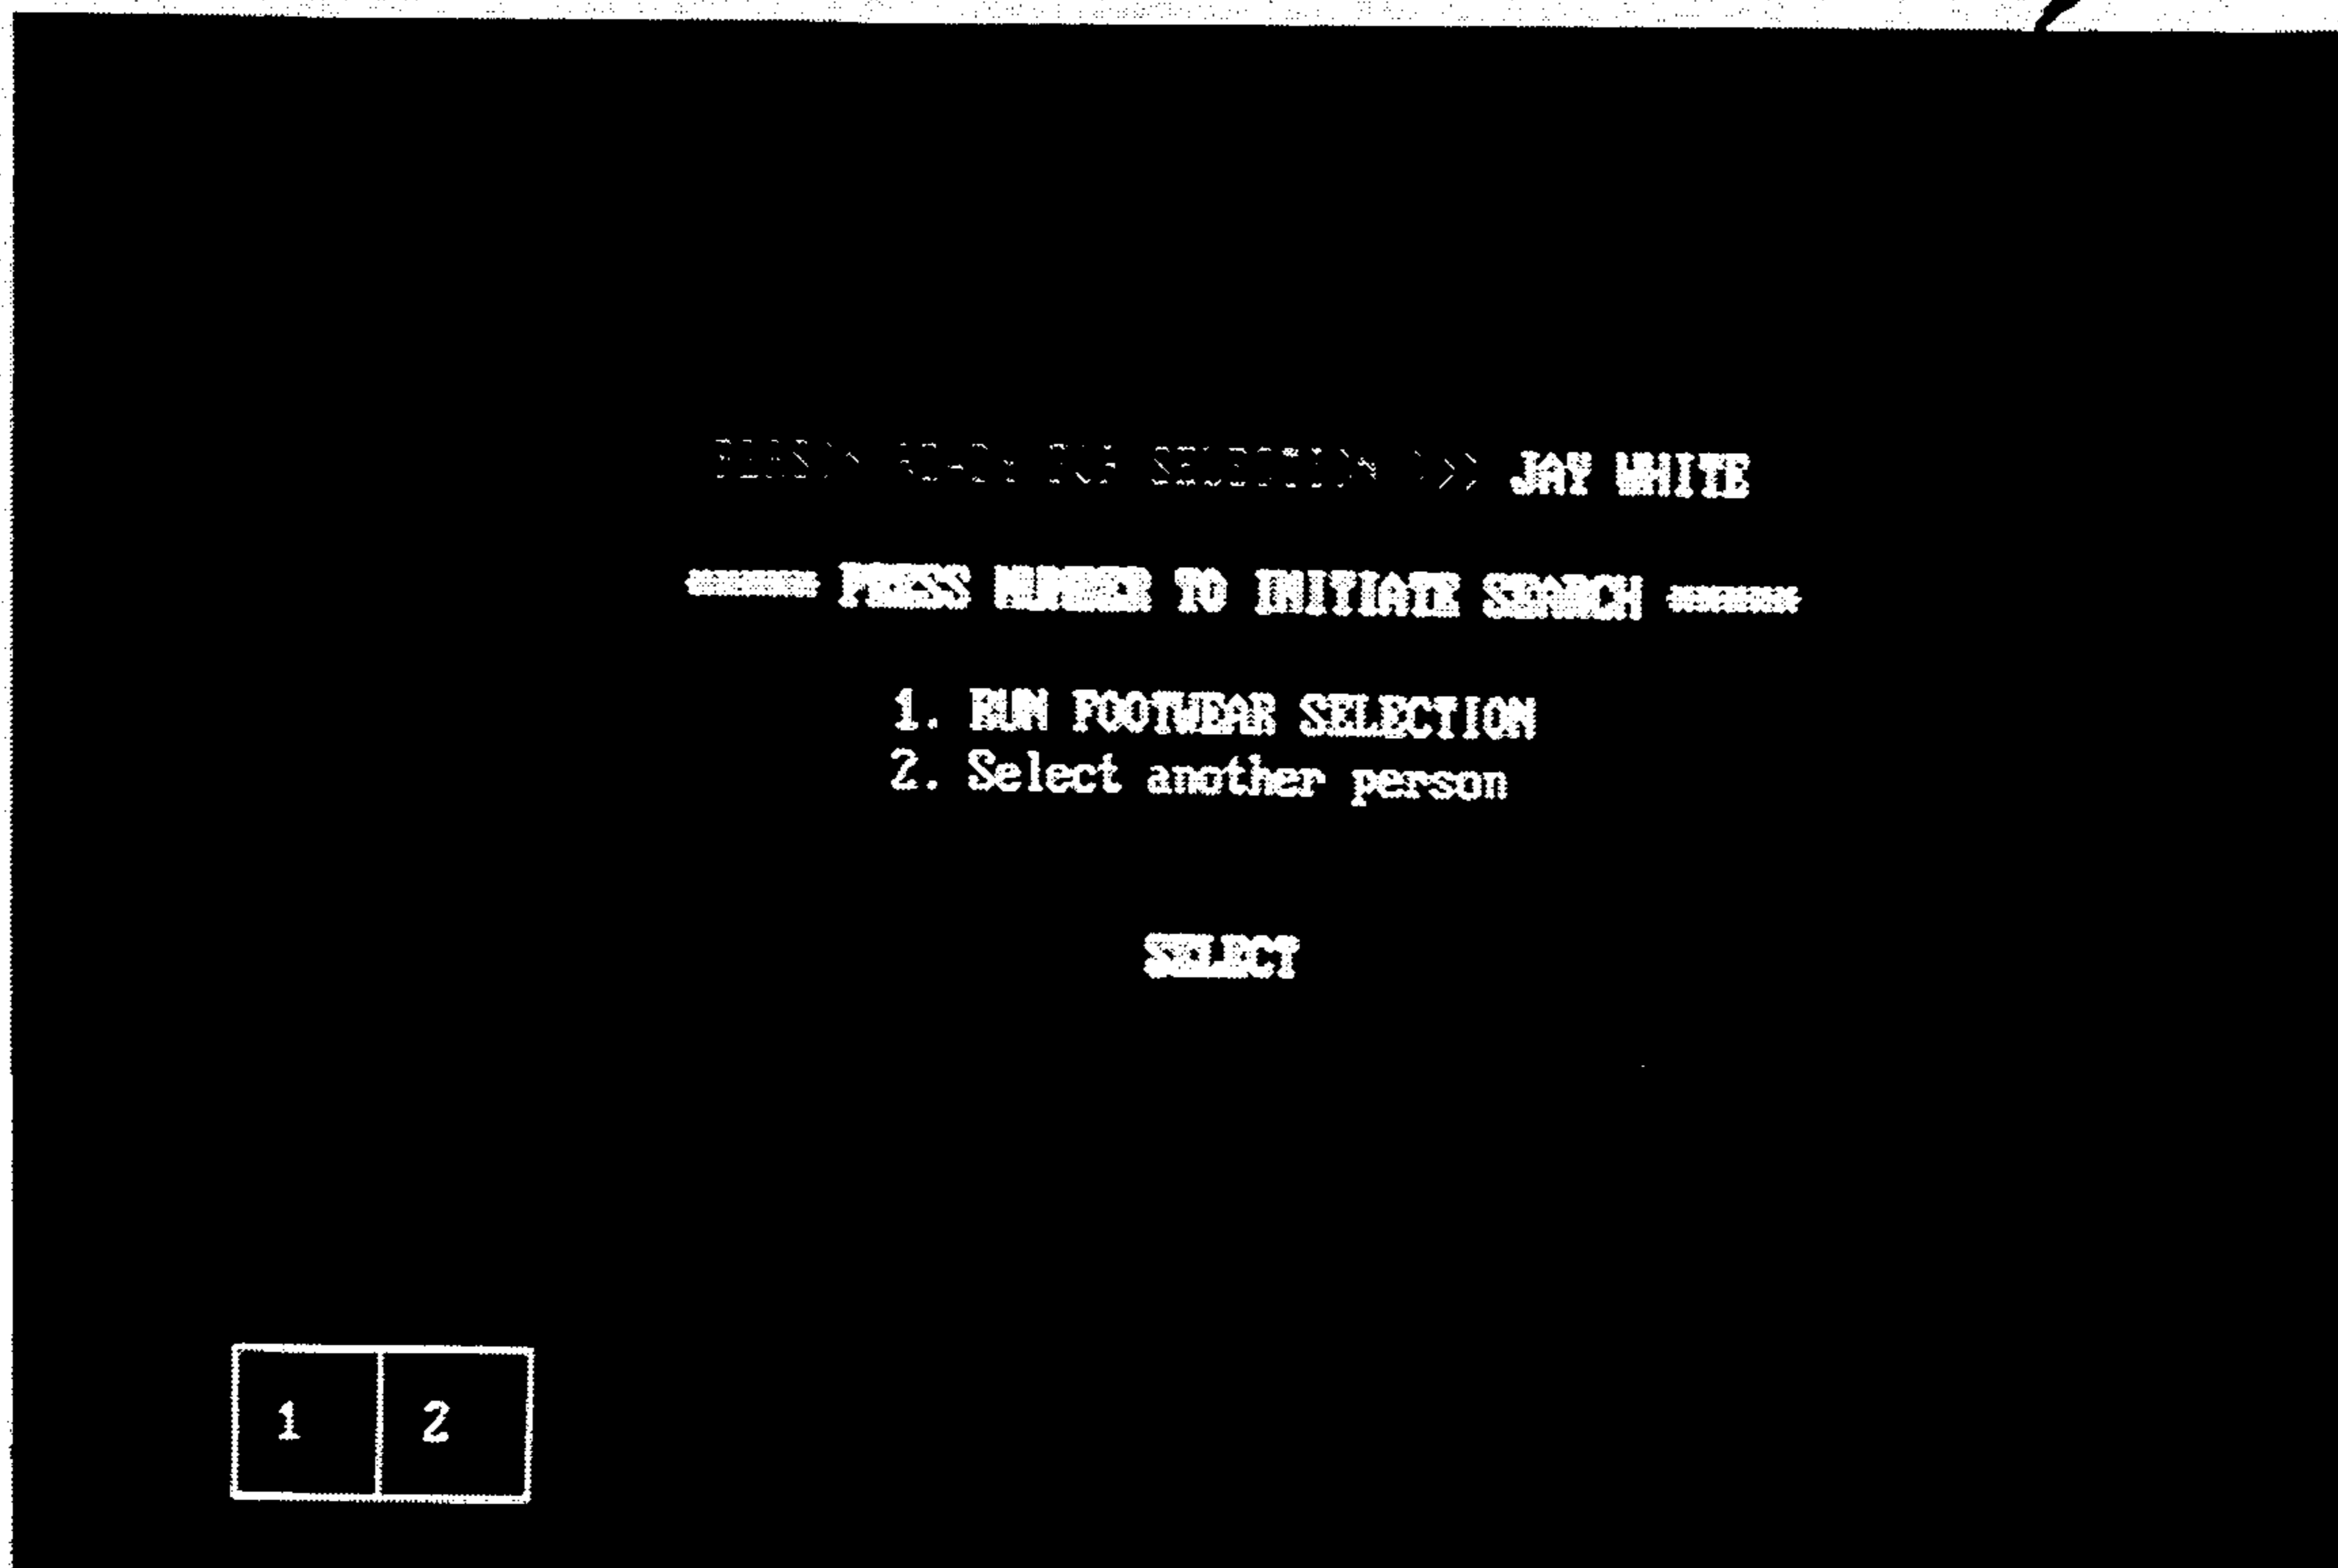 JAY WHITE
====== PRESS NUMBER TO INITIATE SEARCH ======
1. RUN FOOTWEAR SELECTION
2. Select another person
SELECT
1 2